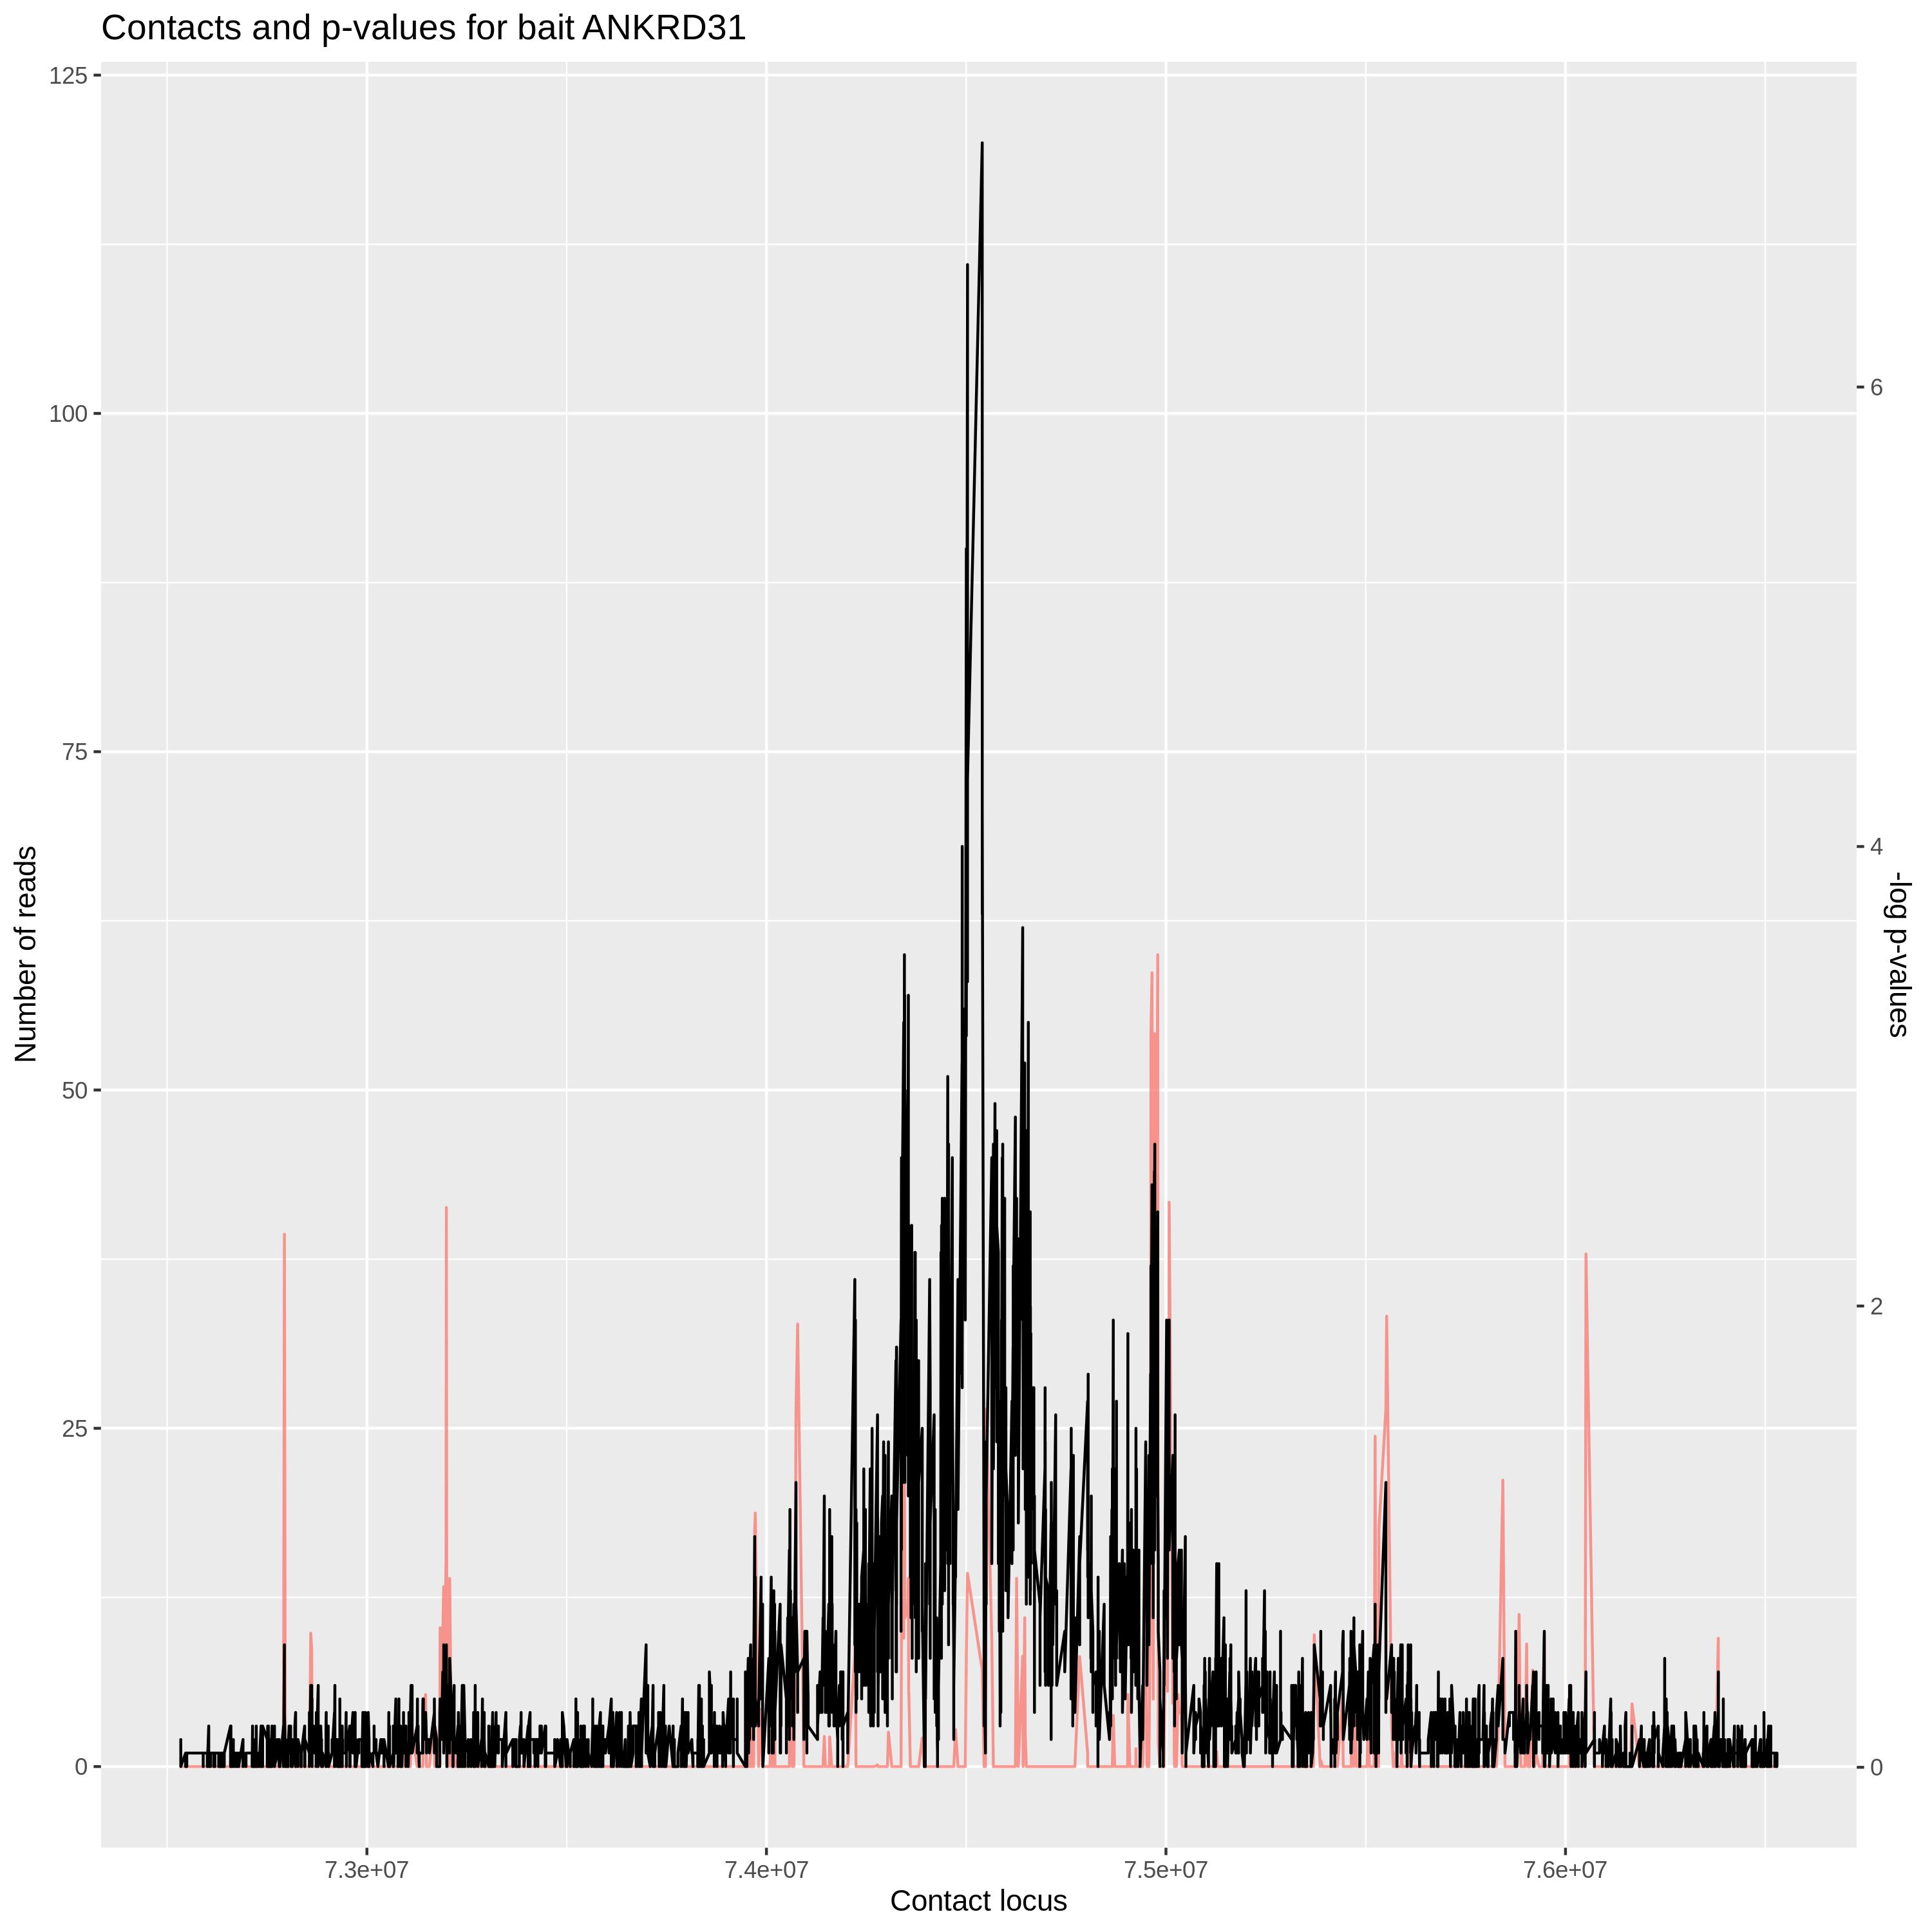 Contacts and p-values for bait ANKRD31
125
100
75
50
25
0
Number of reads
6
4
2
0
-log p-values
7.3e+07
7.4e+07
7.5e+07
7.6e+07
Contact locus